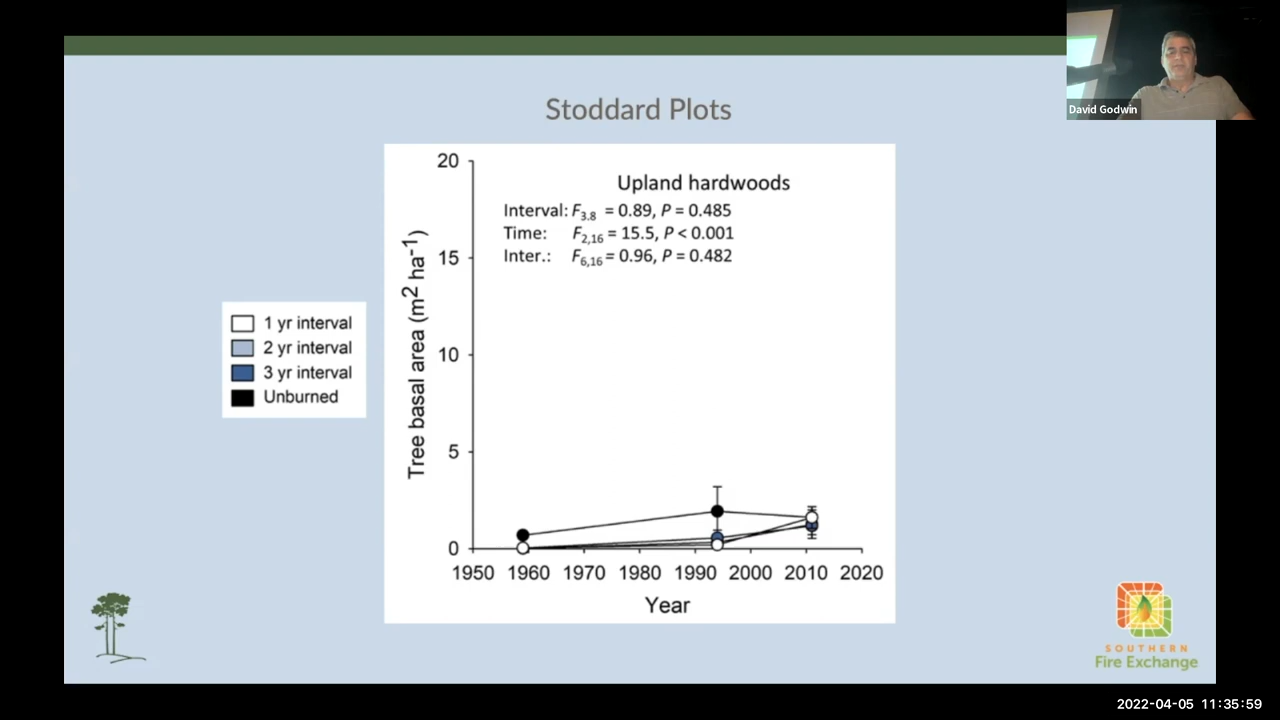 David Godwin
Stoddard Plots
1 yr interval
2 yr interval
3 yr interval
Unburned
Upland hardwoods
Interval: F3.8 = 0.89, P = 0.485
Time: F2,16 = 15.5, P < 0.001
Inter.: F6,16 = 0.96, P = 0.482
Tree basal area (m2 ha-1)
20
15
10
5
0
1950 1960 1970 1980 1990 2000 2010 2020
Year
SOUTHERN
Fire Exchange
2022-04-05 11:35:59